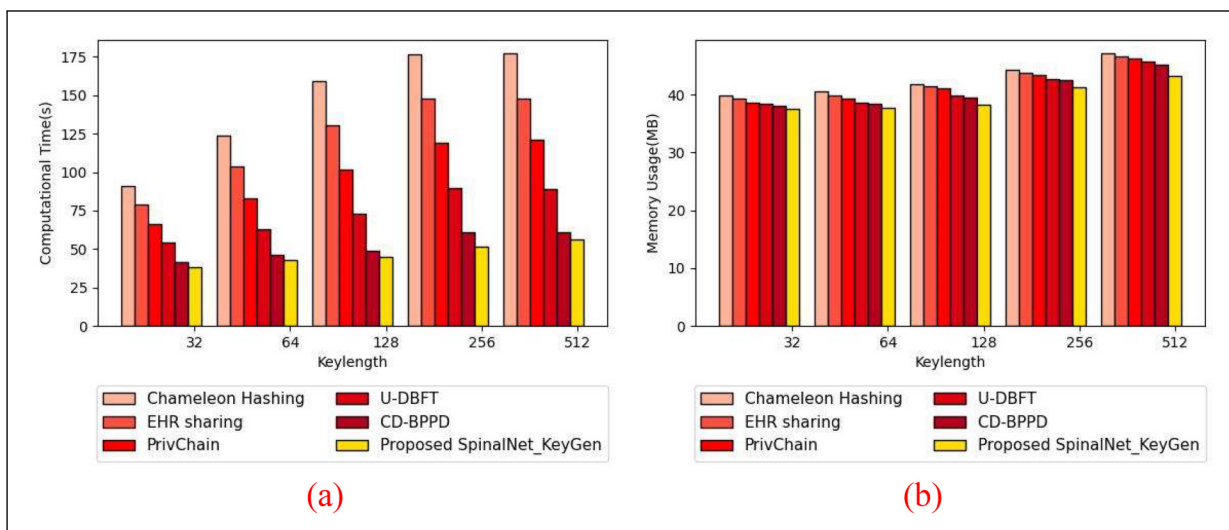 Computational Time(s)
175
150
125
100
75
50
25
0
32 64 128 256 512
Keylength
Chameleon Hashing
EHR sharing
PrivChain
U-DBFT
CD-BPPD
Proposed SpinalNet_KeyGen
(a)
Memory Usage(MB)
40
30
20
10
0
32 64 128 256 512
Keylength
Chameleon Hashing
EHR sharing
PrivChain
U-DBFT
CD-BPPD
Proposed SpinalNet_KeyGen
(b)